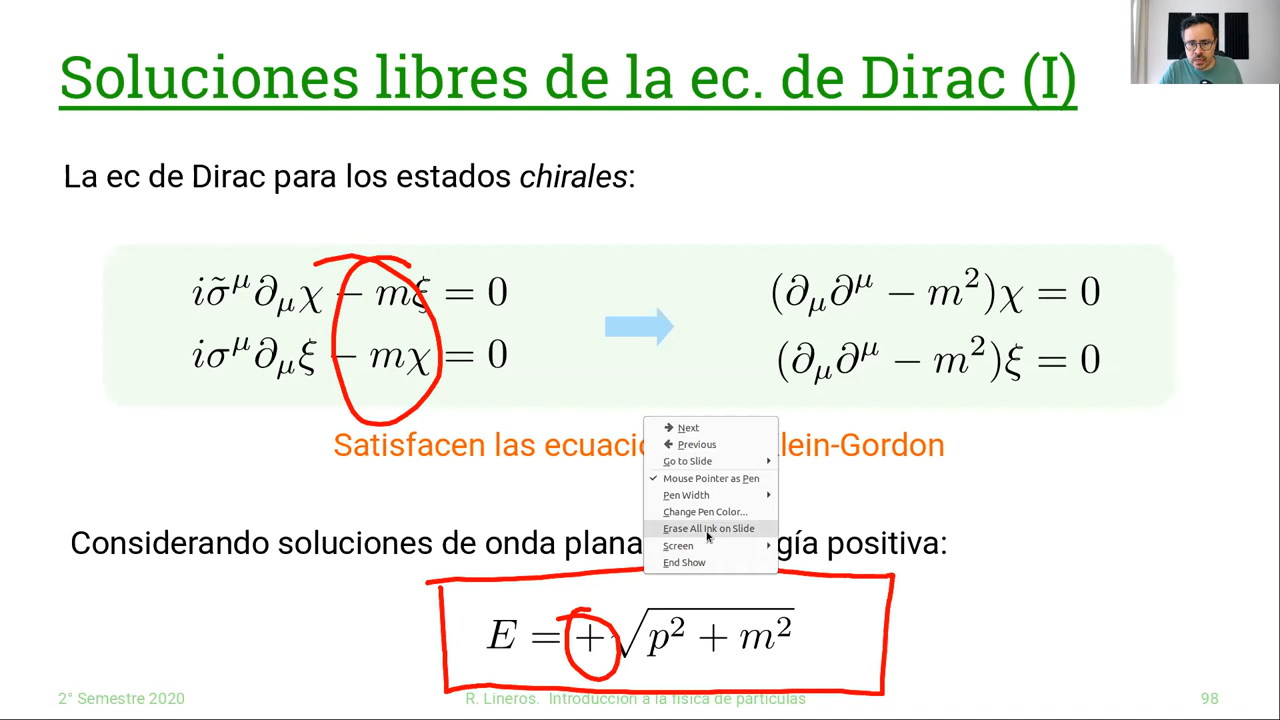 Soluciones libres de la ec. de Dirac (I)
La ec de Dirac para los estados chirales:
iσ̃^μ∂_μχ − mξ = 0
iσ^μ∂_μξ − mχ = 0
(∂_μ∂^μ − m²)χ = 0
(∂_μ∂^μ − m²)ξ = 0
Satisfacen las lein-Gordon
Next
Previous
Go to Slide
Mouse Pointer as Pen
Pen Width
Change Pen Color...
Erase All Ink on Slide
Screen
End Show
Considerando soluciones de onda plana gía positiva:
E = +√(p² + m²)
2° Semestre 2020
R. Lineros. Introducción a la física de partículas
98